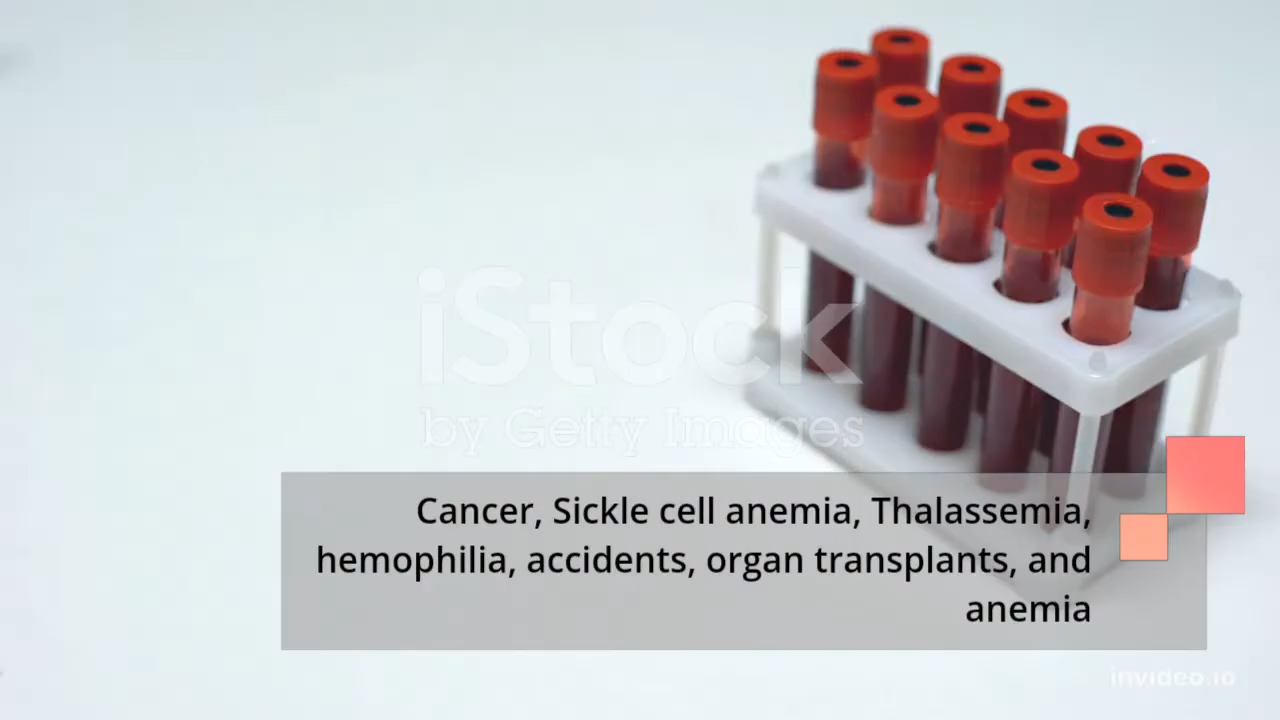 iStock
by Getty Images
Cancer, Sickle cell anemia, Thalassemia,
hemophilia, accidents, organ transplants, and
anemia
invideo.io